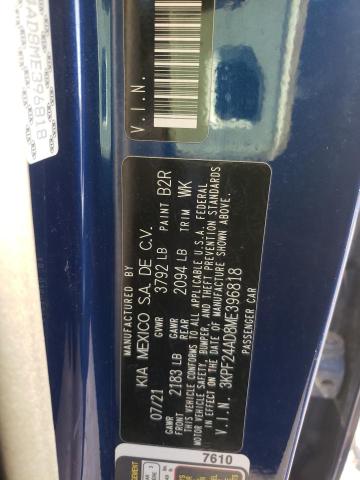 AD8ME396818
V.I.N.
KIA MEXICO S.A. DE C.V.
07/21 GVWR 3792 LB PAINT B2R
GAWR FRONT 2183 LB GAWR REAR 2094 LB TRIM WK
THIS VEHICLE CONFORMS TO ALL APPLICABLE U.S.A. FEDERAL
MOTOR VEHICLE SAFETY, BUMPER, AND THEFT PREVENTION STANDARDS
IN EFFECT ON THE DATE OF MANUFACTURE SHOWN ABOVE.
V.I.N. : 3KPF24AD8ME396818
PASSENGER CAR
7610